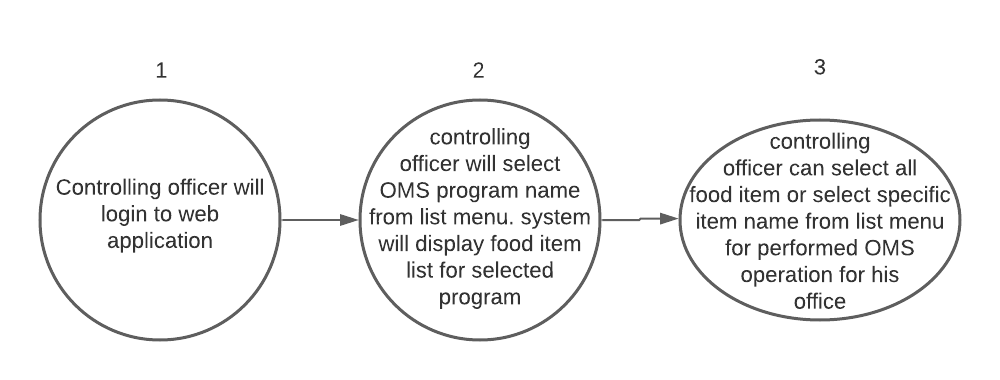 1
Controlling officer will
login to web
application
2
controlling
officer will select
OMS program name
from list menu. system
will display food item
list for selected
program
3
controlling
officer can select all
food item or select specific
item name from list menu
for performed OMS
operation for his
office